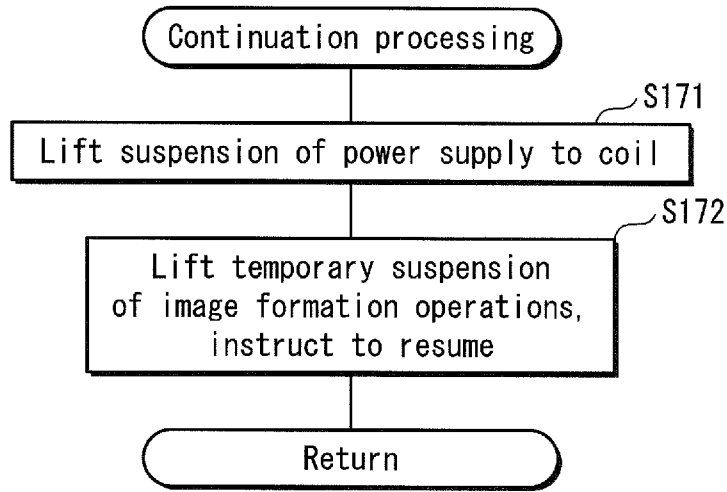 Continuation processing
S171
Lift suspension of power supply to coil
S172
Lift temporary suspension
of image formation operations,
instruct to resume
Return